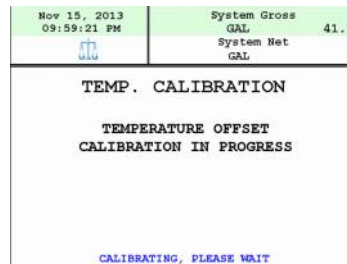 Nov 15, 2013
09:59:21 PM
System Gross
GAL 41.
System Net
GAL
TEMP. CALIBRATION
TEMPERATURE OFFSET
CALIBRATION IN PROGRESS
CALIBRATING, PLEASE WAIT